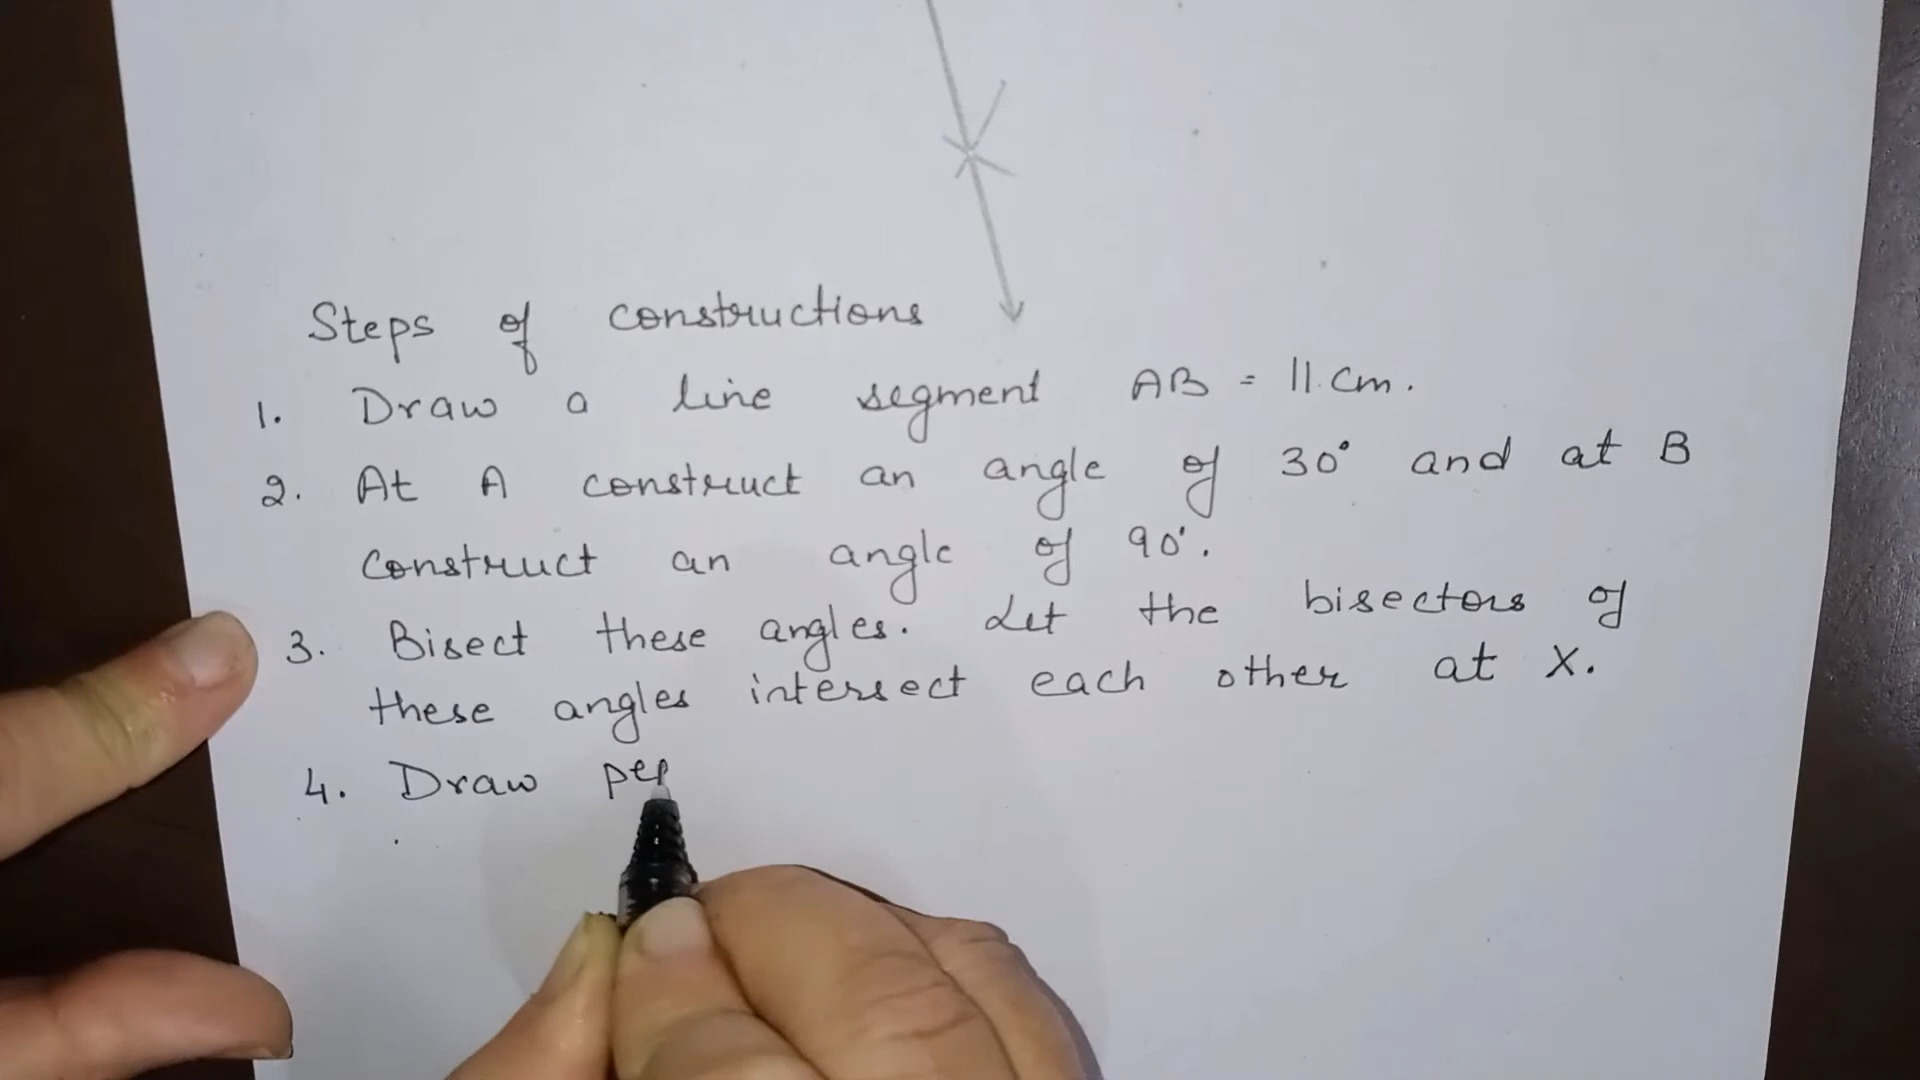 Steps of constructions
1. Draw a line segment AB = 11 cm.
2. At A construct an angle of 30° and at B
construct an angle of 90°.
3. Bisect these angles. Let the bisectors of
these angles intersect each other at X.
4. Draw per